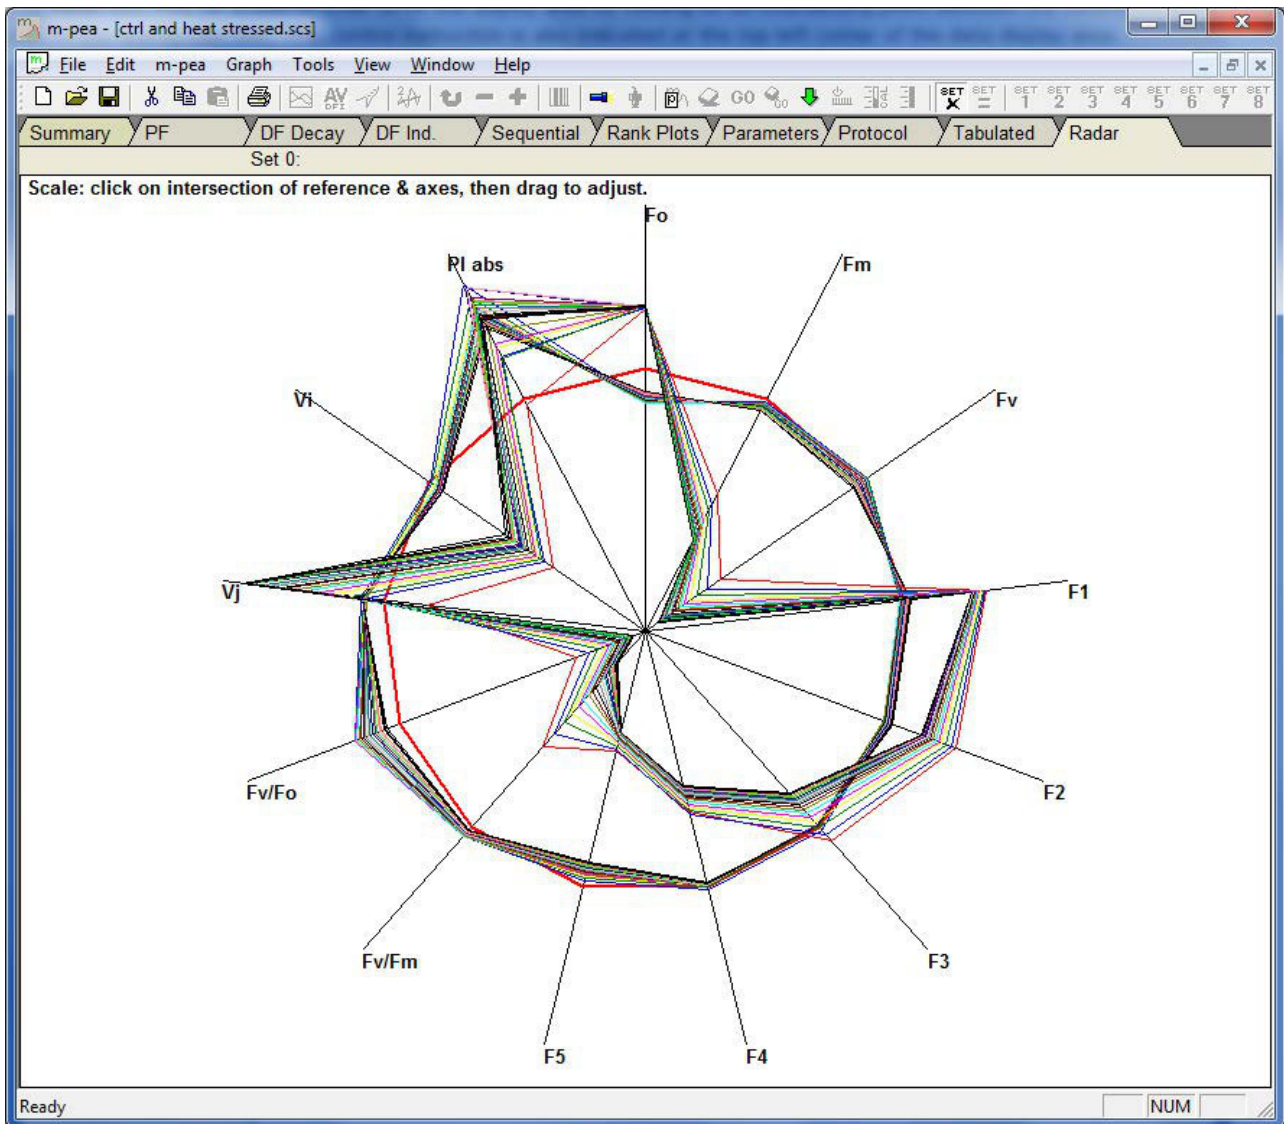 m-pea - [ctrl and heat stressed.scs]
File Edit m-pea Graph Tools View Window Help
GO SET SET SET 1 SET 2 SET 3 SET 4 SET 5 SET 6 SET 7 SET 8
Summary PF DF Decay DF Ind. Sequential Rank Plots Parameters Protocol Tabulated Radar
Set 0:
Scale: click on intersection of reference & axes, then drag to adjust.
Fo
PI abs
Fm
Vi
Fv
Vj
F1
Fv/Fo
F2
Fv/Fm
F3
F5
F4
Ready
NUM